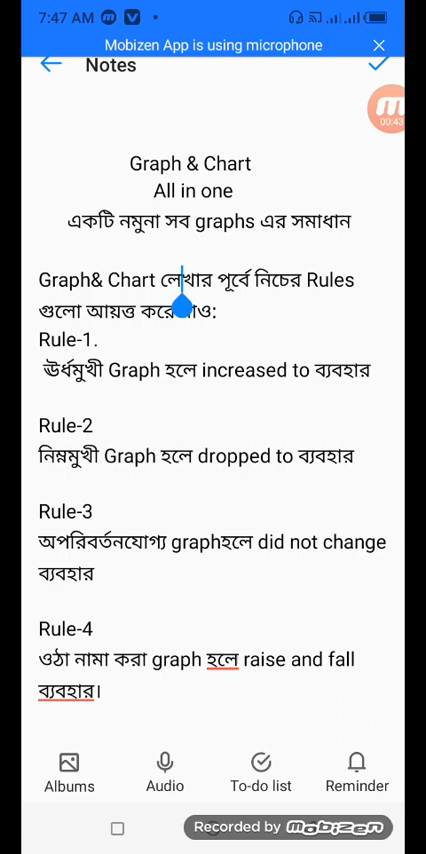 7:47 AM
Mobizen App is using microphone
Notes
00:43
Graph & Chart
All in one
একটি নমুনা সব graphs এর সমাধান
Graph& Chart লেখার পূর্বে নিচের Rules
গুলো আয়ত্ত করে
Rule-1.
ঊর্ধমুখী Graph হলে increased to ব্যবহার
Rule-2
নিম্নমুখী Graph হলে dropped to ব্যবহার
Rule-3
অপরিবর্তনযোগ্য graphহলে did not change
ব্যবহার
Rule-4
ওঠা নামা করা graph হলে raise and fall
ব্যবহার।
Albums Audio To-do list Reminder
Recorded by mobizen